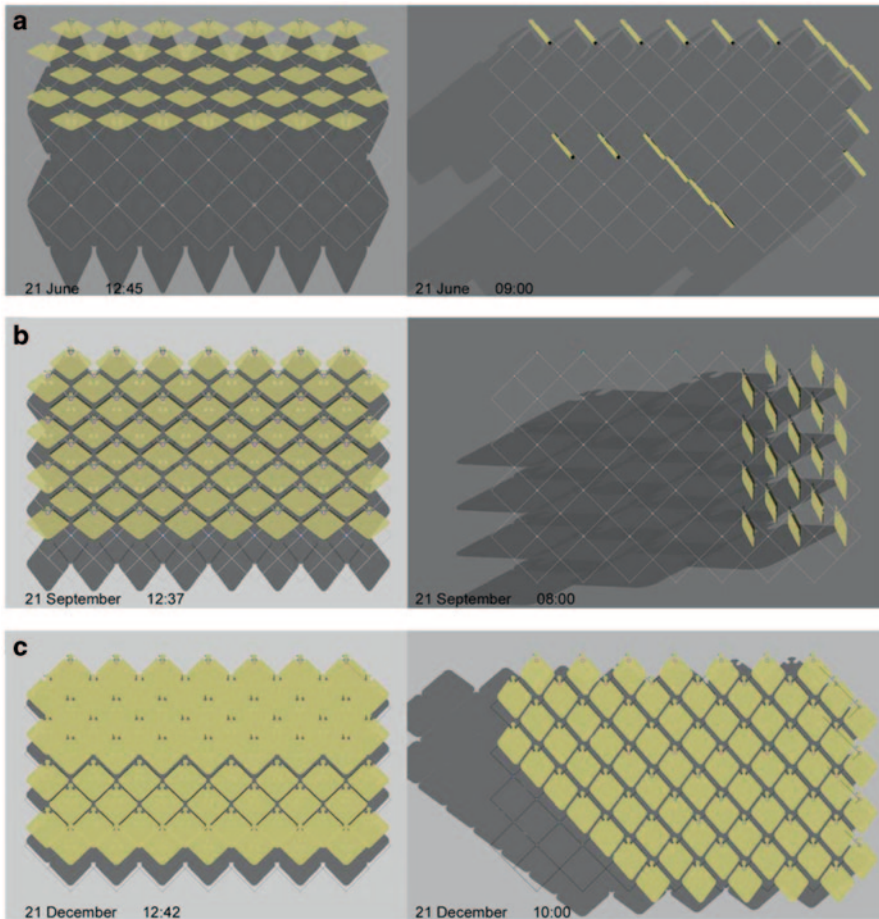 a
21 June 12:45
21 June 09:00
b
21 September 12:37
21 September 08:00
c
21 December 12:42
21 December 10:00